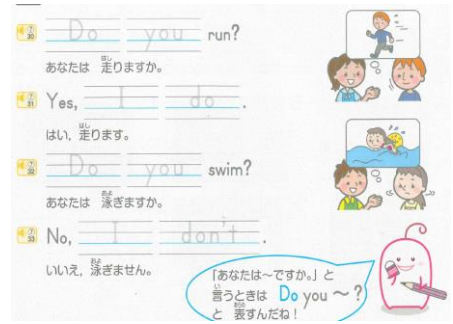 Do you run?
あなたは 走りますか。
Yes, I do.
はい，走ります。
Do you swim?
あなたは 泳ぎますか。
No, I don't.
いいえ，泳ぎません。
「あなたは～ですか。」と
言うときは Do you ～？
と 表すんだね！